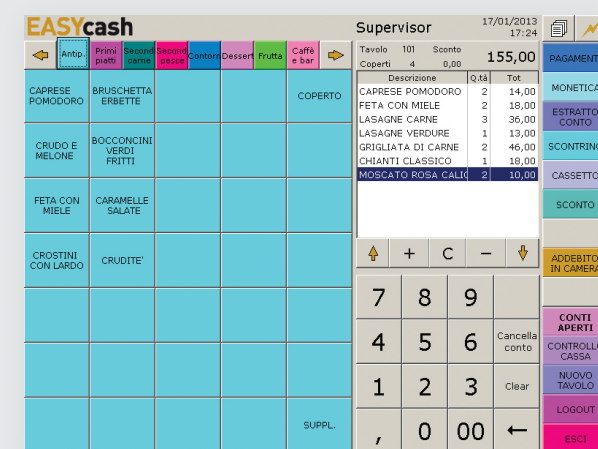 EASYcash
Supervisor
17/01/2013
17:24
Antip.
Primi piatti
Second carne
Second pesce
Contorn
Dessert
Frutta
Caffè e bar
Tavolo 101 Sconto
Coperti 4 0,00
155,00
Descrizione Q.tà Tot
CAPRESE POMODORO 2 14,00
FETA CON MIELE 2 18,00
LASAGNE CARNE 3 36,00
LASAGNE VERDURE 1 13,00
GRIGLIATA DI CARNE 2 46,00
CHIANTI CLASSICO 1 18,00
MOSCATO ROSA CALI 2 10,00
CAPRESE
POMODORO
BRUSCHETTA
ERBETTE
COPERTO
CRUDO E
MELONE
BOCCONCINI
VERDI
FRITTI
FETA CON
MIELE
CARAMELLE
SALATE
CROSTINI
CON LARDO
CRUDITE'
SUPPL.
+ C −
7 8 9
4 5 6
Cancella
conto
1 2 3
Clear
, 0 00 ←
PAGAMENT
MONETICA
ESTRATTO
CONTO
SCONTRINO
CASSETTO
SCONTO
ADDEBITO
IN CAMERA
CONTI
APERTI
CONTROLLO
CASSA
NUOVO
TAVOLO
LOGOUT
ESCI